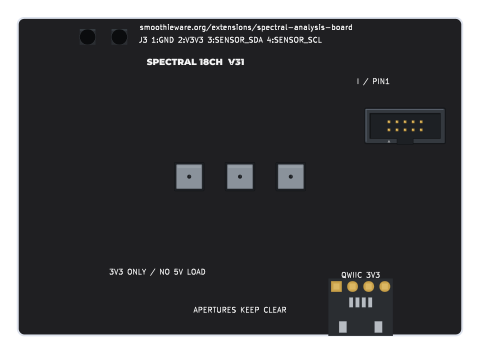 smoothieware.org/extensions/spectral-analysis-board
J3 1:GND 2:V3V3 3:SENSOR_SDA 4:SENSOR_SCL
SPECTRAL 18CH V31
I / PIN1
3V3 ONLY / NO 5V LOAD
QWIIC 3V3
APERTURES KEEP CLEAR